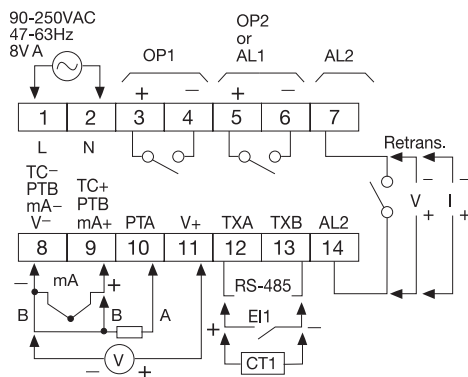 90-250VAC
47-63Hz
8V A
OP1
OP2
or
AL1
AL2
+ − + −
1 2 3 4 5 6 7
L N
Retrans.
TC− PTB mA− V−
TC+ PTB mA+
PTA V+ TXA TXB AL2
8 9 10 11 12 13 14
− −
V I
+ +
− mA +
B B A
RS-485
EI1
+ −
CT1
V
− +